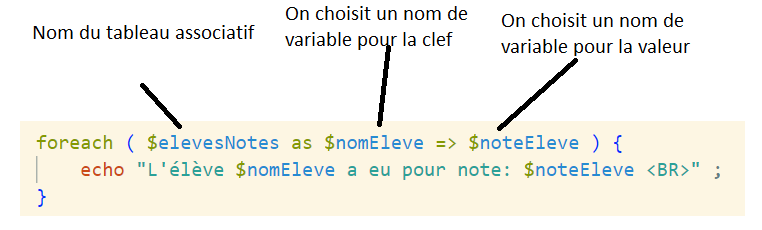 Nom du tableau associatif
On choisit un nom de
variable pour la clef
On choisit un nom de
variable pour la valeur
foreach ( $elevesNotes as $nomEleve => $noteEleve ) {
echo "L'élève $nomEleve a eu pour note: $noteEleve <BR>" ;
}